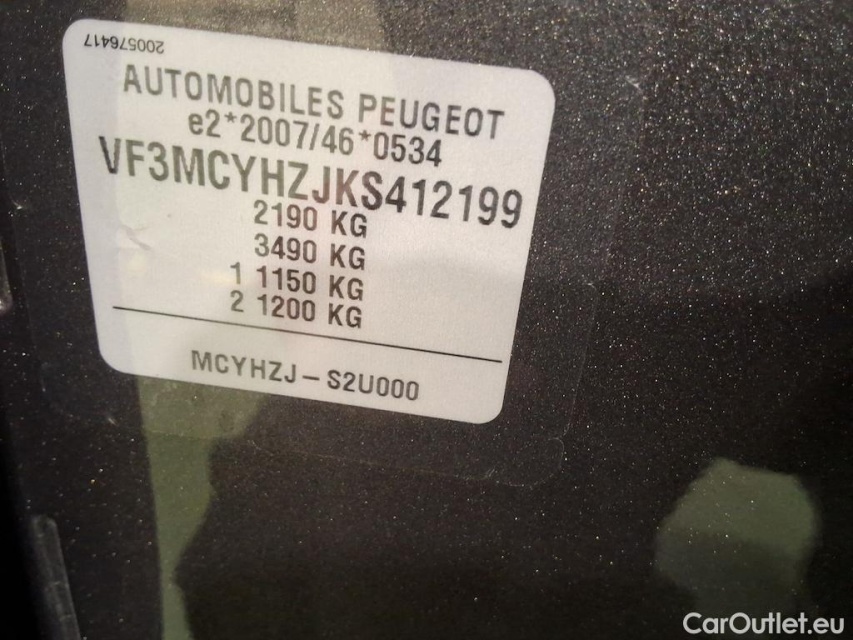 200576417
AUTOMOBILES PEUGEOT
e2*2007/46*0534
VF3MCYHZJKS412199
2190 KG
3490 KG
1 1150 KG
2 1200 KG
MCYHZJ-S2U000
CarOutlet.eu